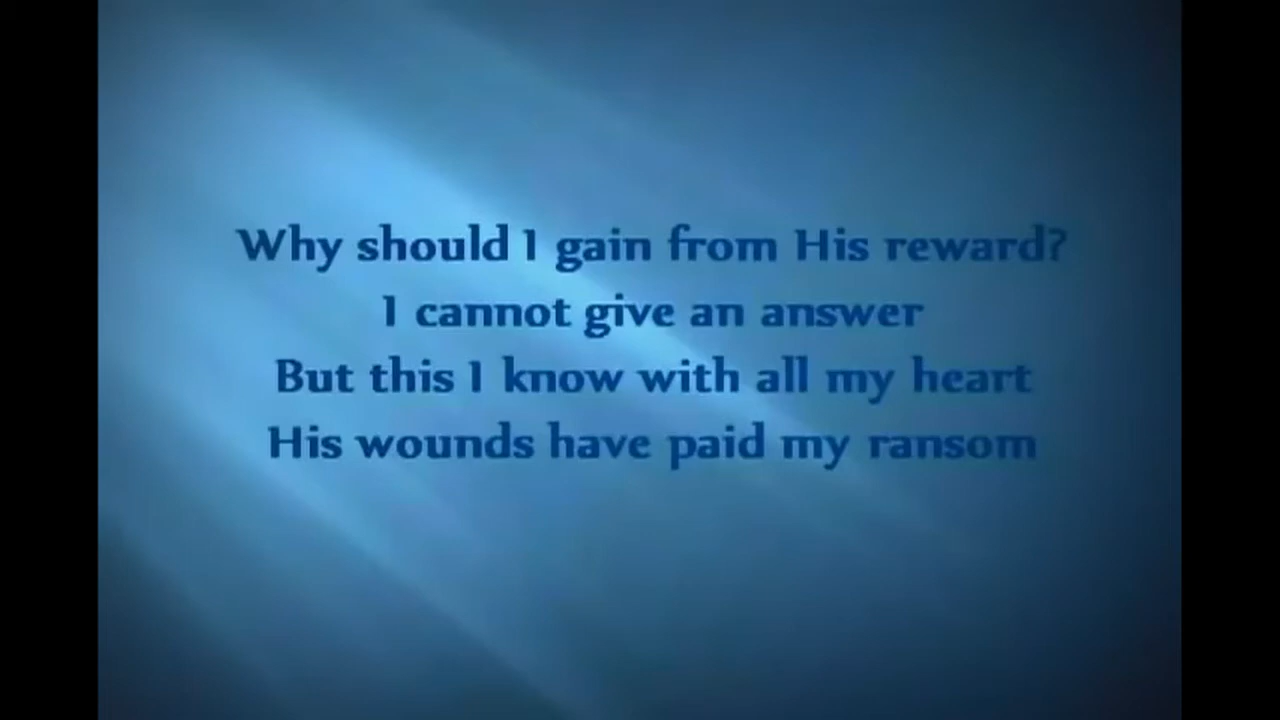 Why should I gain from His reward?
I cannot give an answer
But this I know with all my heart
His wounds have paid my ransom